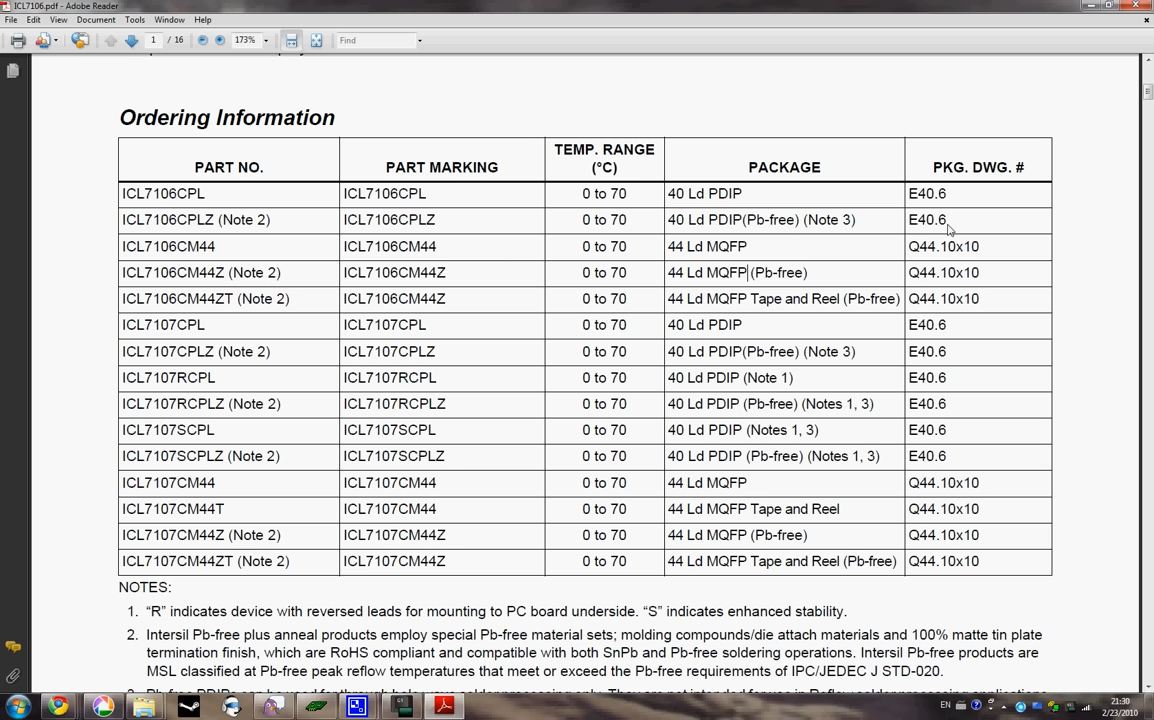 ICL7106.pdf - Adobe Reader
File Edit View Document Tools Window Help
1 / 16 173% Find
Ordering Information
PART NO. PART MARKING TEMP. RANGE (°C) PACKAGE PKG. DWG. #
ICL7106CPL ICL7106CPL 0 to 70 40 Ld PDIP E40.6
ICL7106CPLZ (Note 2) ICL7106CPLZ 0 to 70 40 Ld PDIP(Pb-free) (Note 3) E40.6
ICL7106CM44 ICL7106CM44 0 to 70 44 Ld MQFP Q44.10x10
ICL7106CM44Z (Note 2) ICL7106CM44Z 0 to 70 44 Ld MQFP (Pb-free) Q44.10x10
ICL7106CM44ZT (Note 2) ICL7106CM44Z 0 to 70 44 Ld MQFP Tape and Reel (Pb-free) Q44.10x10
ICL7107CPL ICL7107CPL 0 to 70 40 Ld PDIP E40.6
ICL7107CPLZ (Note 2) ICL7107CPLZ 0 to 70 40 Ld PDIP(Pb-free) (Note 3) E40.6
ICL7107RCPL ICL7107RCPL 0 to 70 40 Ld PDIP (Note 1) E40.6
ICL7107RCPLZ (Note 2) ICL7107RCPLZ 0 to 70 40 Ld PDIP (Pb-free) (Notes 1, 3) E40.6
ICL7107SCPL ICL7107SCPL 0 to 70 40 Ld PDIP (Notes 1, 3) E40.6
ICL7107SCPLZ (Note 2) ICL7107SCPLZ 0 to 70 40 Ld PDIP (Pb-free) (Notes 1, 3) E40.6
ICL7107CM44 ICL7107CM44 0 to 70 44 Ld MQFP Q44.10x10
ICL7107CM44T ICL7107CM44 0 to 70 44 Ld MQFP Tape and Reel Q44.10x10
ICL7107CM44Z (Note 2) ICL7107CM44Z 0 to 70 44 Ld MQFP (Pb-free) Q44.10x10
ICL7107CM44ZT (Note 2) ICL7107CM44Z 0 to 70 44 Ld MQFP Tape and Reel (Pb-free) Q44.10x10
NOTES:
1. “R” indicates device with reversed leads for mounting to PC board underside. “S” indicates enhanced stability.
2. Intersil Pb-free plus anneal products employ special Pb-free material sets; molding compounds/die attach materials and 100% matte tin plate
termination finish, which are RoHS compliant and compatible with both SnPb and Pb-free soldering operations. Intersil Pb-free products are
MSL classified at Pb-free peak reflow temperatures that meet or exceed the Pb-free requirements of IPC/JEDEC J STD-020.
EN 21:30
2/23/2010